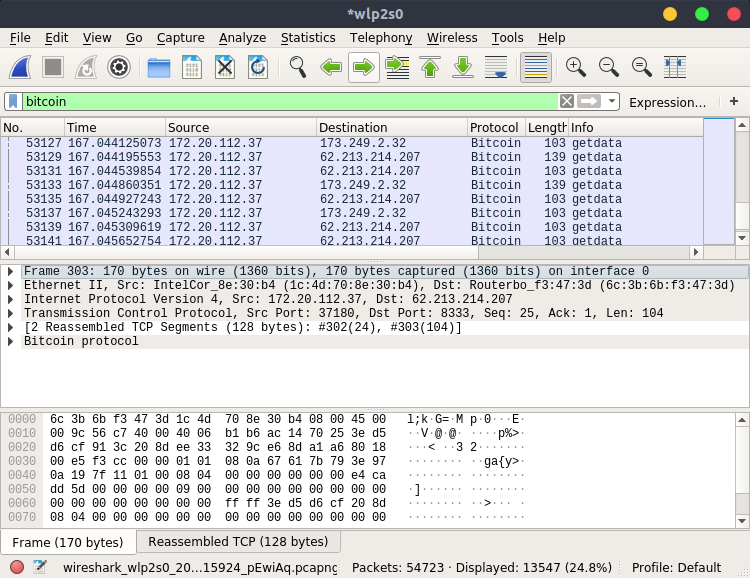 *wlp2s0
File Edit View Go Capture Analyze Statistics Telephony Wireless Tools Help
bitcoin Expression… +
No. Time Source Destination Protocol Length Info
53127 167.044125073 172.20.112.37 173.249.2.32 Bitcoin 103 getdata
53129 167.044195553 172.20.112.37 62.213.214.207 Bitcoin 139 getdata
53131 167.044539854 172.20.112.37 62.213.214.207 Bitcoin 103 getdata
53133 167.044860351 172.20.112.37 173.249.2.32 Bitcoin 139 getdata
53135 167.044927243 172.20.112.37 62.213.214.207 Bitcoin 103 getdata
53137 167.045243293 172.20.112.37 173.249.2.32 Bitcoin 103 getdata
53139 167.045309619 172.20.112.37 62.213.214.207 Bitcoin 103 getdata
53141 167.045652754 172.20.112.37 62.213.214.207 Bitcoin 103 getdata
Frame 303: 170 bytes on wire (1360 bits), 170 bytes captured (1360 bits) on interface 0
Ethernet II, Src: IntelCor_8e:30:b4 (1c:4d:70:8e:30:b4), Dst: Routerbo_f3:47:3d (6c:3b:6b:f3:47:3d)
Internet Protocol Version 4, Src: 172.20.112.37, Dst: 62.213.214.207
Transmission Control Protocol, Src Port: 37180, Dst Port: 8333, Seq: 25, Ack: 1, Len: 104
[2 Reassembled TCP Segments (128 bytes): #302(24), #303(104)]
Bitcoin protocol
0000 6c 3b 6b f3 47 3d 1c 4d 70 8e 30 b4 08 00 45 00 l;k·G=·M p·0···E·
0010 00 9c 56 c7 40 00 40 06 b1 b6 ac 14 70 25 3e d5 ··V·@·@· ····p%>·
0020 d6 cf 91 3c 20 8d ee 33 32 9c e6 8d a1 a6 80 18 ···< ··3 2·······
0030 00 e5 f3 cc 00 00 01 01 08 0a 67 61 7b 79 3e 97 ········ ··ga{y>·
0040 0a 19 7f 11 01 00 08 04 00 00 00 00 00 00 e4 ca ········ ········
0050 dd 5d 00 00 00 00 09 00 00 00 00 00 00 00 00 00 ·]······ ········
0060 00 00 00 00 00 00 00 00 ff ff 3e d5 d6 cf 20 8d ········ ··>··· ·
0070 08 04 00 00 00 00 00 00 00 00 00 00 00 00 00 00 ········ ········
Frame (170 bytes) Reassembled TCP (128 bytes)
wireshark_wlp2s0_20…15924_pEwiAq.pcapng Packets: 54723 · Displayed: 13547 (24.8%) Profile: Default